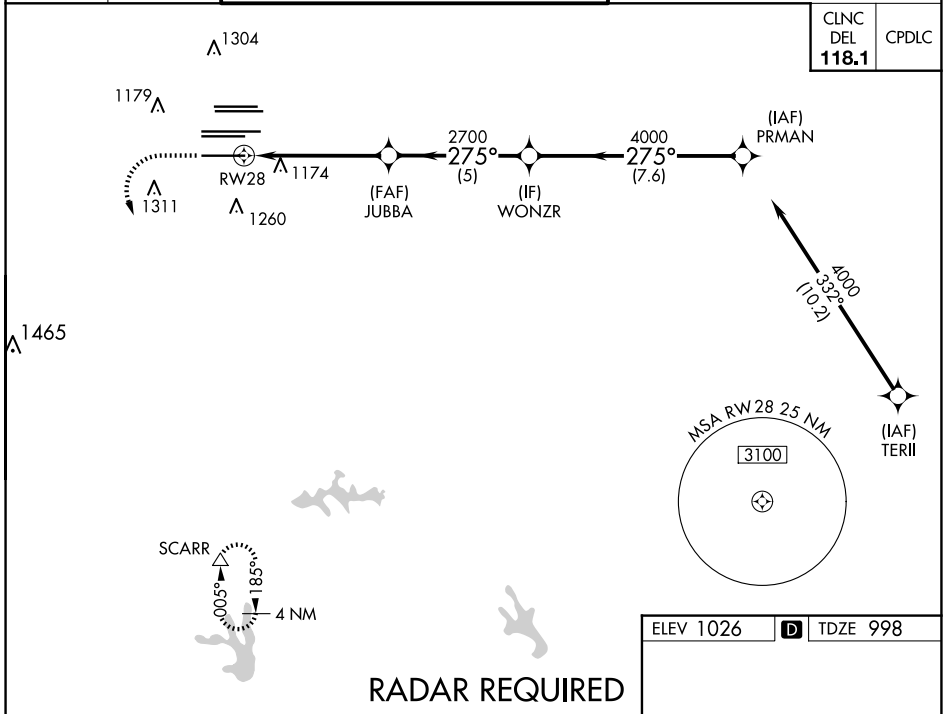 CLNC
DEL
118.1
CPDLC
1304
1179
1311
RW28
1260
1174
(FAF)
JUBBA
2700
275°
(5)
(IF)
WONZR
4000
275°
(7.6)
(IAF)
PRMAN
4000
332°
(10.2)
(IAF)
TERII
1465
MSA RW28 25 NM
3100
SCARR
005°
185°
4 NM
ELEV 1026
D
TDZE 998
RADAR REQUIRED